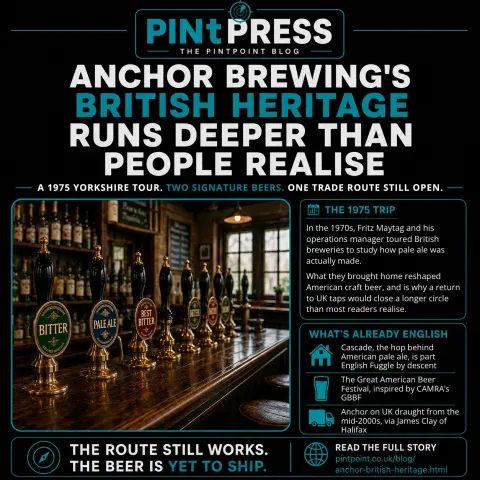 PINt PRESS
THE PINTPOINT BLOG
ANCHOR BREWING'S
BRITISH HERITAGE
RUNS DEEPER THAN
PEOPLE REALISE
A 1975 YORKSHIRE TOUR. TWO SIGNATURE BEERS. ONE TRADE ROUTE STILL OPEN.
BITTER
PALE ALE
BEST
BITTER
THE 1975 TRIP
In the 1970s, Fritz Maytag and his
operations manager toured British
breweries to study how pale ale was
actually made.
What they brought home reshaped
American craft beer, and is why a return
to UK taps would close a longer circle
than most readers realise.
WHAT'S ALREADY ENGLISH
Cascade, the hop behind
American pale ale, is part
English Fuggle by descent
The Great American Beer
Festival, inspired by CAMRA's
GBBF
Anchor on UK draught from the
mid-2000s, via James Clay of
Halifax
THE ROUTE STILL WORKS.
THE BEER IS YET TO SHIP.
READ THE FULL STORY
pintpoint.co.uk/blog/
anchor-british-heritage.html